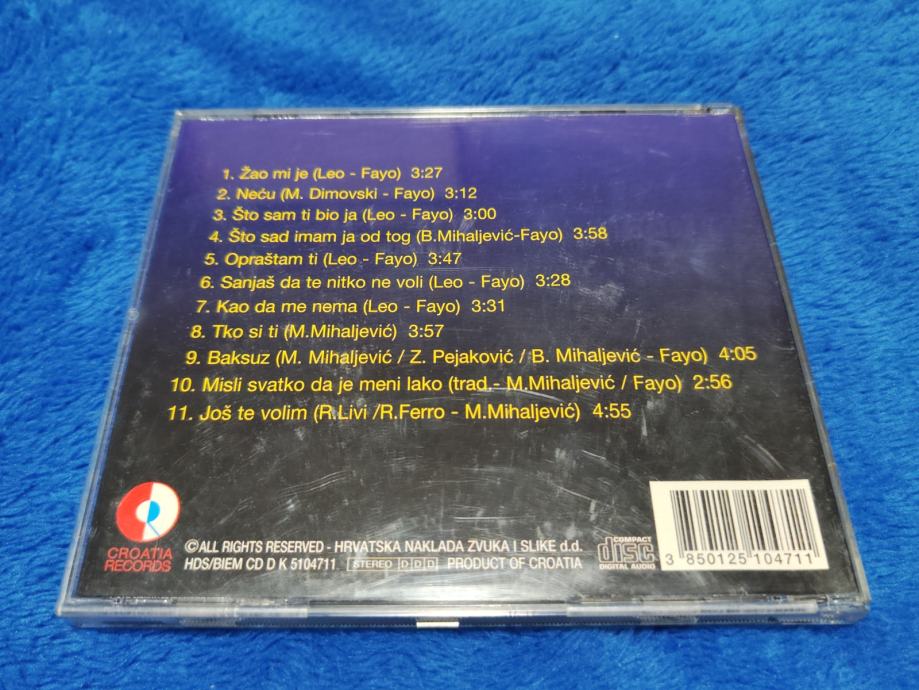 1. Žao mi je (Leo - Fayo) 3:27
2. Neću (M. Dimovski - Fayo) 3:12
3. Što sam ti bio ja (Leo - Fayo) 3:00
4. Što sad imam ja od tog (B.Mihaljević-Fayo) 3:58
5. Opraštam ti (Leo - Fayo) 3:47
6. Sanjaš da te nitko ne voli (Leo - Fayo) 3:28
7. Kao da me nema (Leo - Fayo) 3:31
8. Tko si ti (M.Mihaljević) 3:57
9. Baksuz (M. Mihaljević / Z. Pejaković / B. Mihaljević - Fayo) 4:05
10. Misli svatko da je meni lako (trad.- M.Mihaljević / Fayo) 2:56
11. Još te volim (R.Livi /R.Ferro - M.Mihaljević) 4:55
CROATIA
RECORDS
©ALL RIGHTS RESERVED - HRVATSKA NAKLADA ZVUKA I SLIKE d.d.
HDS/BIEM CD D K 5104711 STEREO DDD PRODUCT OF CROATIA
COMPACT
disc
DIGITAL AUDIO
3 850125 104711